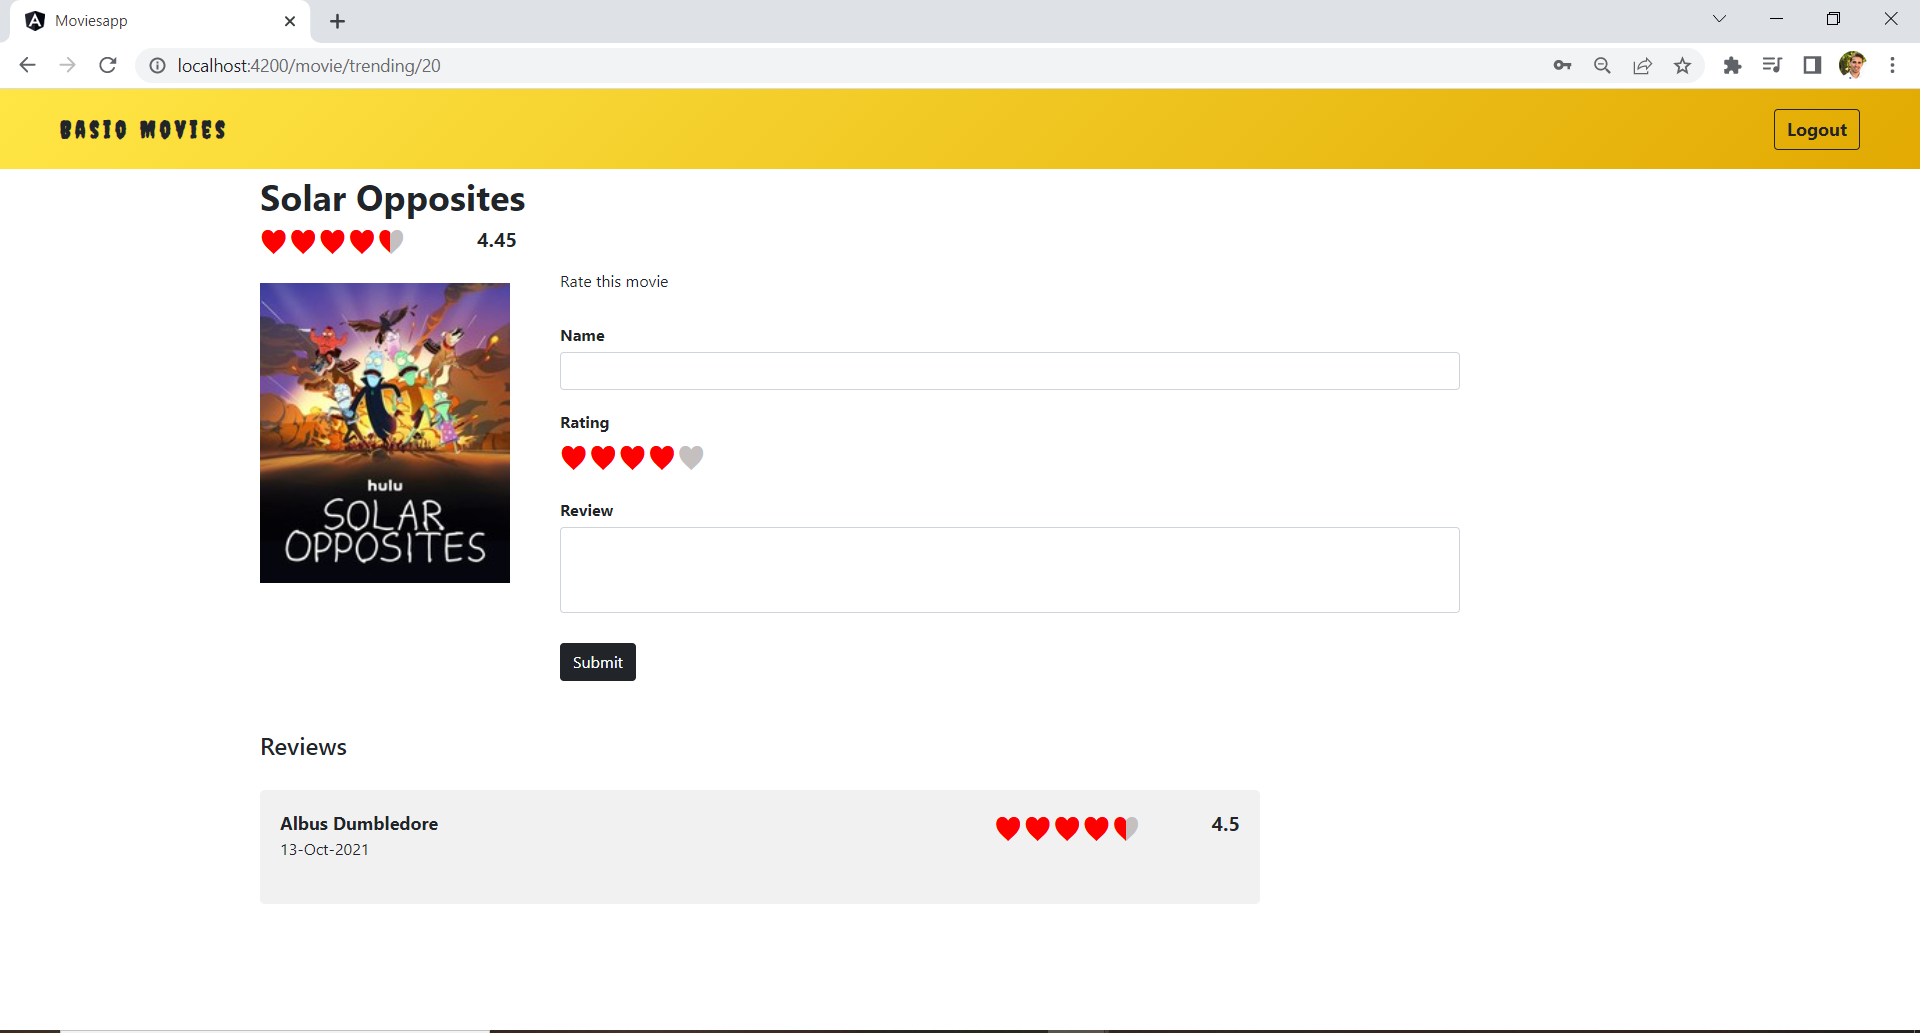 Moviesapp
localhost:4200/movie/trending/20
BASIO MOVIES
Logout
Solar Opposites
4.45
Rate this movie
Name
hulu
SOLAR
OPPOSITES
Rating
Review
Submit
Reviews
Albus Dumbledore
4.5
13-Oct-2021